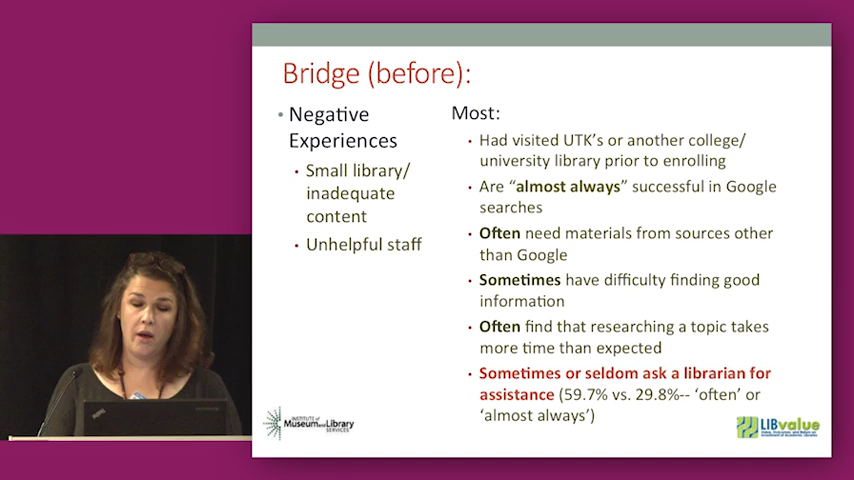 Bridge (before):
• Negative
Experiences
• Small library/
inadequate
content
• Unhelpful staff
Most:
• Had visited UTK's or another college/
university library prior to enrolling
• Are "almost always" successful in Google
searches
• Often need materials from sources other
than Google
• Sometimes have difficulty finding good
information
• Often find that researching a topic takes
more time than expected
• Sometimes or seldom ask a librarian for
assistance (59.7% vs. 29.8%-- 'often' or
'almost always')
INSTITUTE of
Museum and Library
SERVICES
LIBvalue